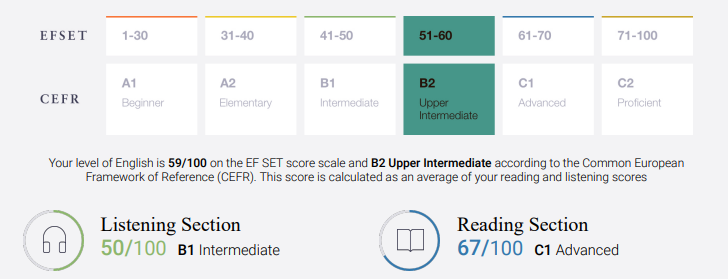 EFSET 1-30 31-40 41-50 51-60 61-70 71-100
CEFR A1 A2 B1 B2 C1 C2
Beginner Elementary Intermediate Upper Advanced Proficient
Intermediate
Your level of English is 59/100 on the EF SET score scale and B2 Upper Intermediate according to the Common European
Framework of Reference (CEFR). This score is calculated as an average of your reading and listening scores
Listening Section
50/100 B1 Intermediate
Reading Section
67/100 C1 Advanced